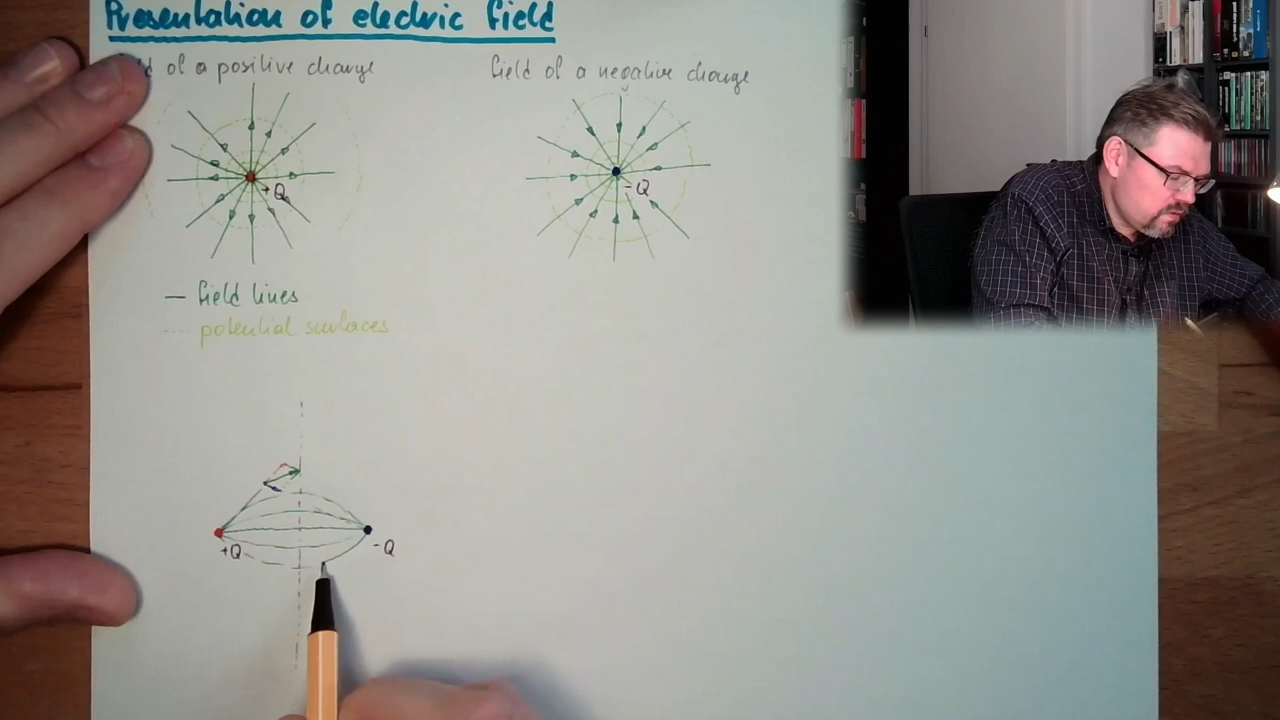 Presentation of electric field
of a positive charge
field of a negative charge
+Q
-Q
— field lines
---- potential surfaces
+Q
-Q